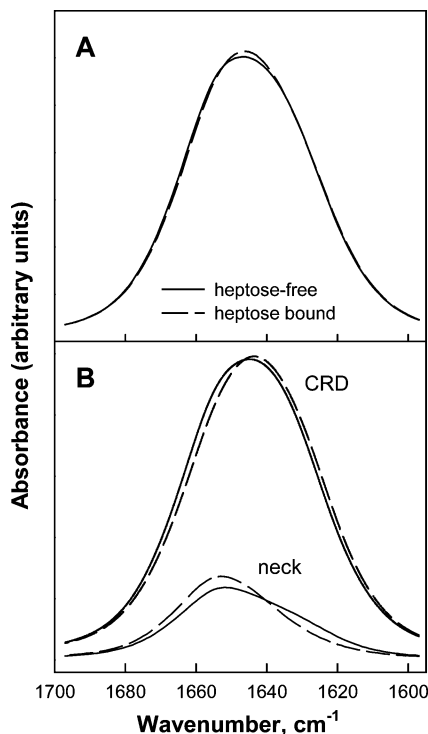 A
heptose-free
heptose bound
B
CRD
neck
Absorbance (arbitrary units)
1700 1680 1660 1640 1620 1600
Wavenumber, cm-1